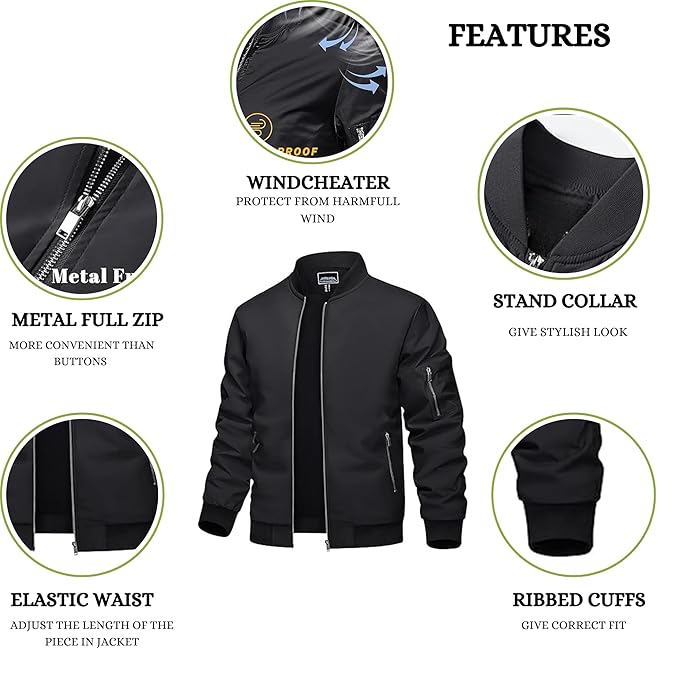 FEATURES
PROOF
WINDCHEATER
PROTECT FROM HARMFULL
WIND
Metal
METAL FULL ZIP
MORE CONVENIENT THAN
BUTTONS
STAND COLLAR
GIVE STYLISH LOOK
ELASTIC WAIST
ADJUST THE LENGTH OF THE
PIECE IN JACKET
RIBBED CUFFS
GIVE CORRECT FIT